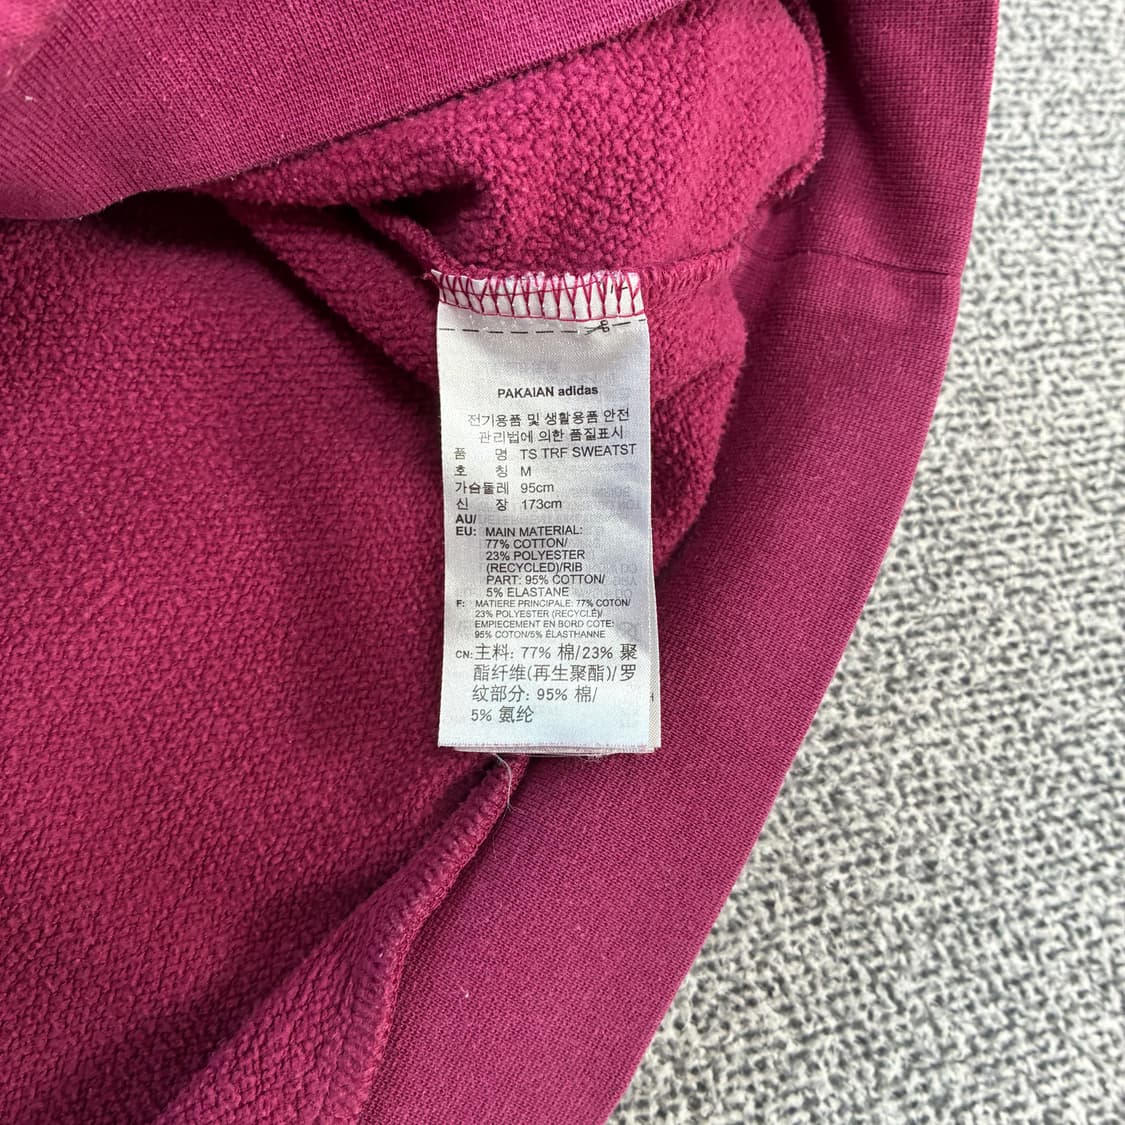 PAKAIAN adidas
전기용품 및 생활용품 안전
관리법에 의한 품질표시
품 명 TS TRF SWEATST
호 칭 M
가슴둘레 95cm
신 장 173cm
AU/
EU: MAIN MATERIAL:
77% COTTON/
23% POLYESTER
(RECYCLED)/RIB
PART: 95% COTTON/
5% ELASTANE
F: MATIERE PRINCIPALE: 77% COTON/
23% POLYESTER (RECYCLÉ)/
EMPIECEMENT EN BORD COTE:
95% COTON/5% ÉLASTHANNE
CN: 主料: 77% 棉/23% 聚
酯纤维(再生聚酯)/罗
纹部分: 95% 棉/
5% 氨纶